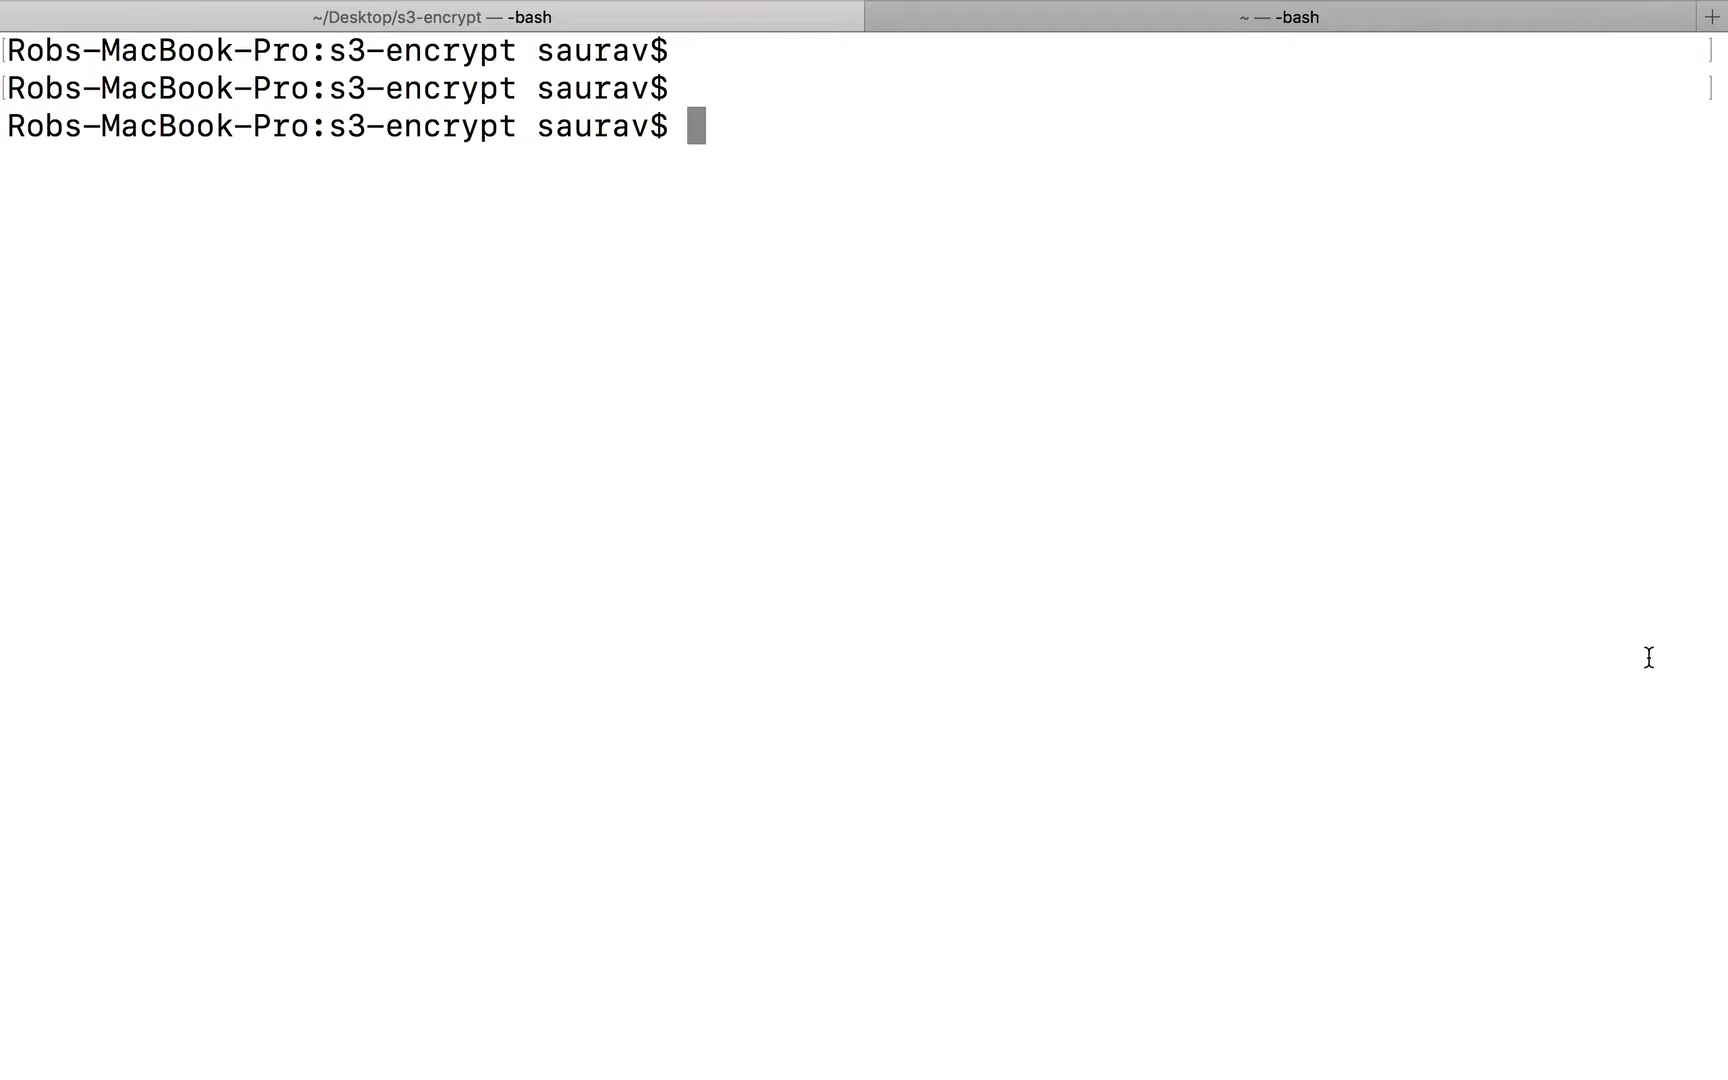 ~/Desktop/s3-encrypt — -bash
~ — -bash
+
[Robs-MacBook-Pro:s3-encrypt saurav$ ]
[Robs-MacBook-Pro:s3-encrypt saurav$ ]
Robs-MacBook-Pro:s3-encrypt saurav$